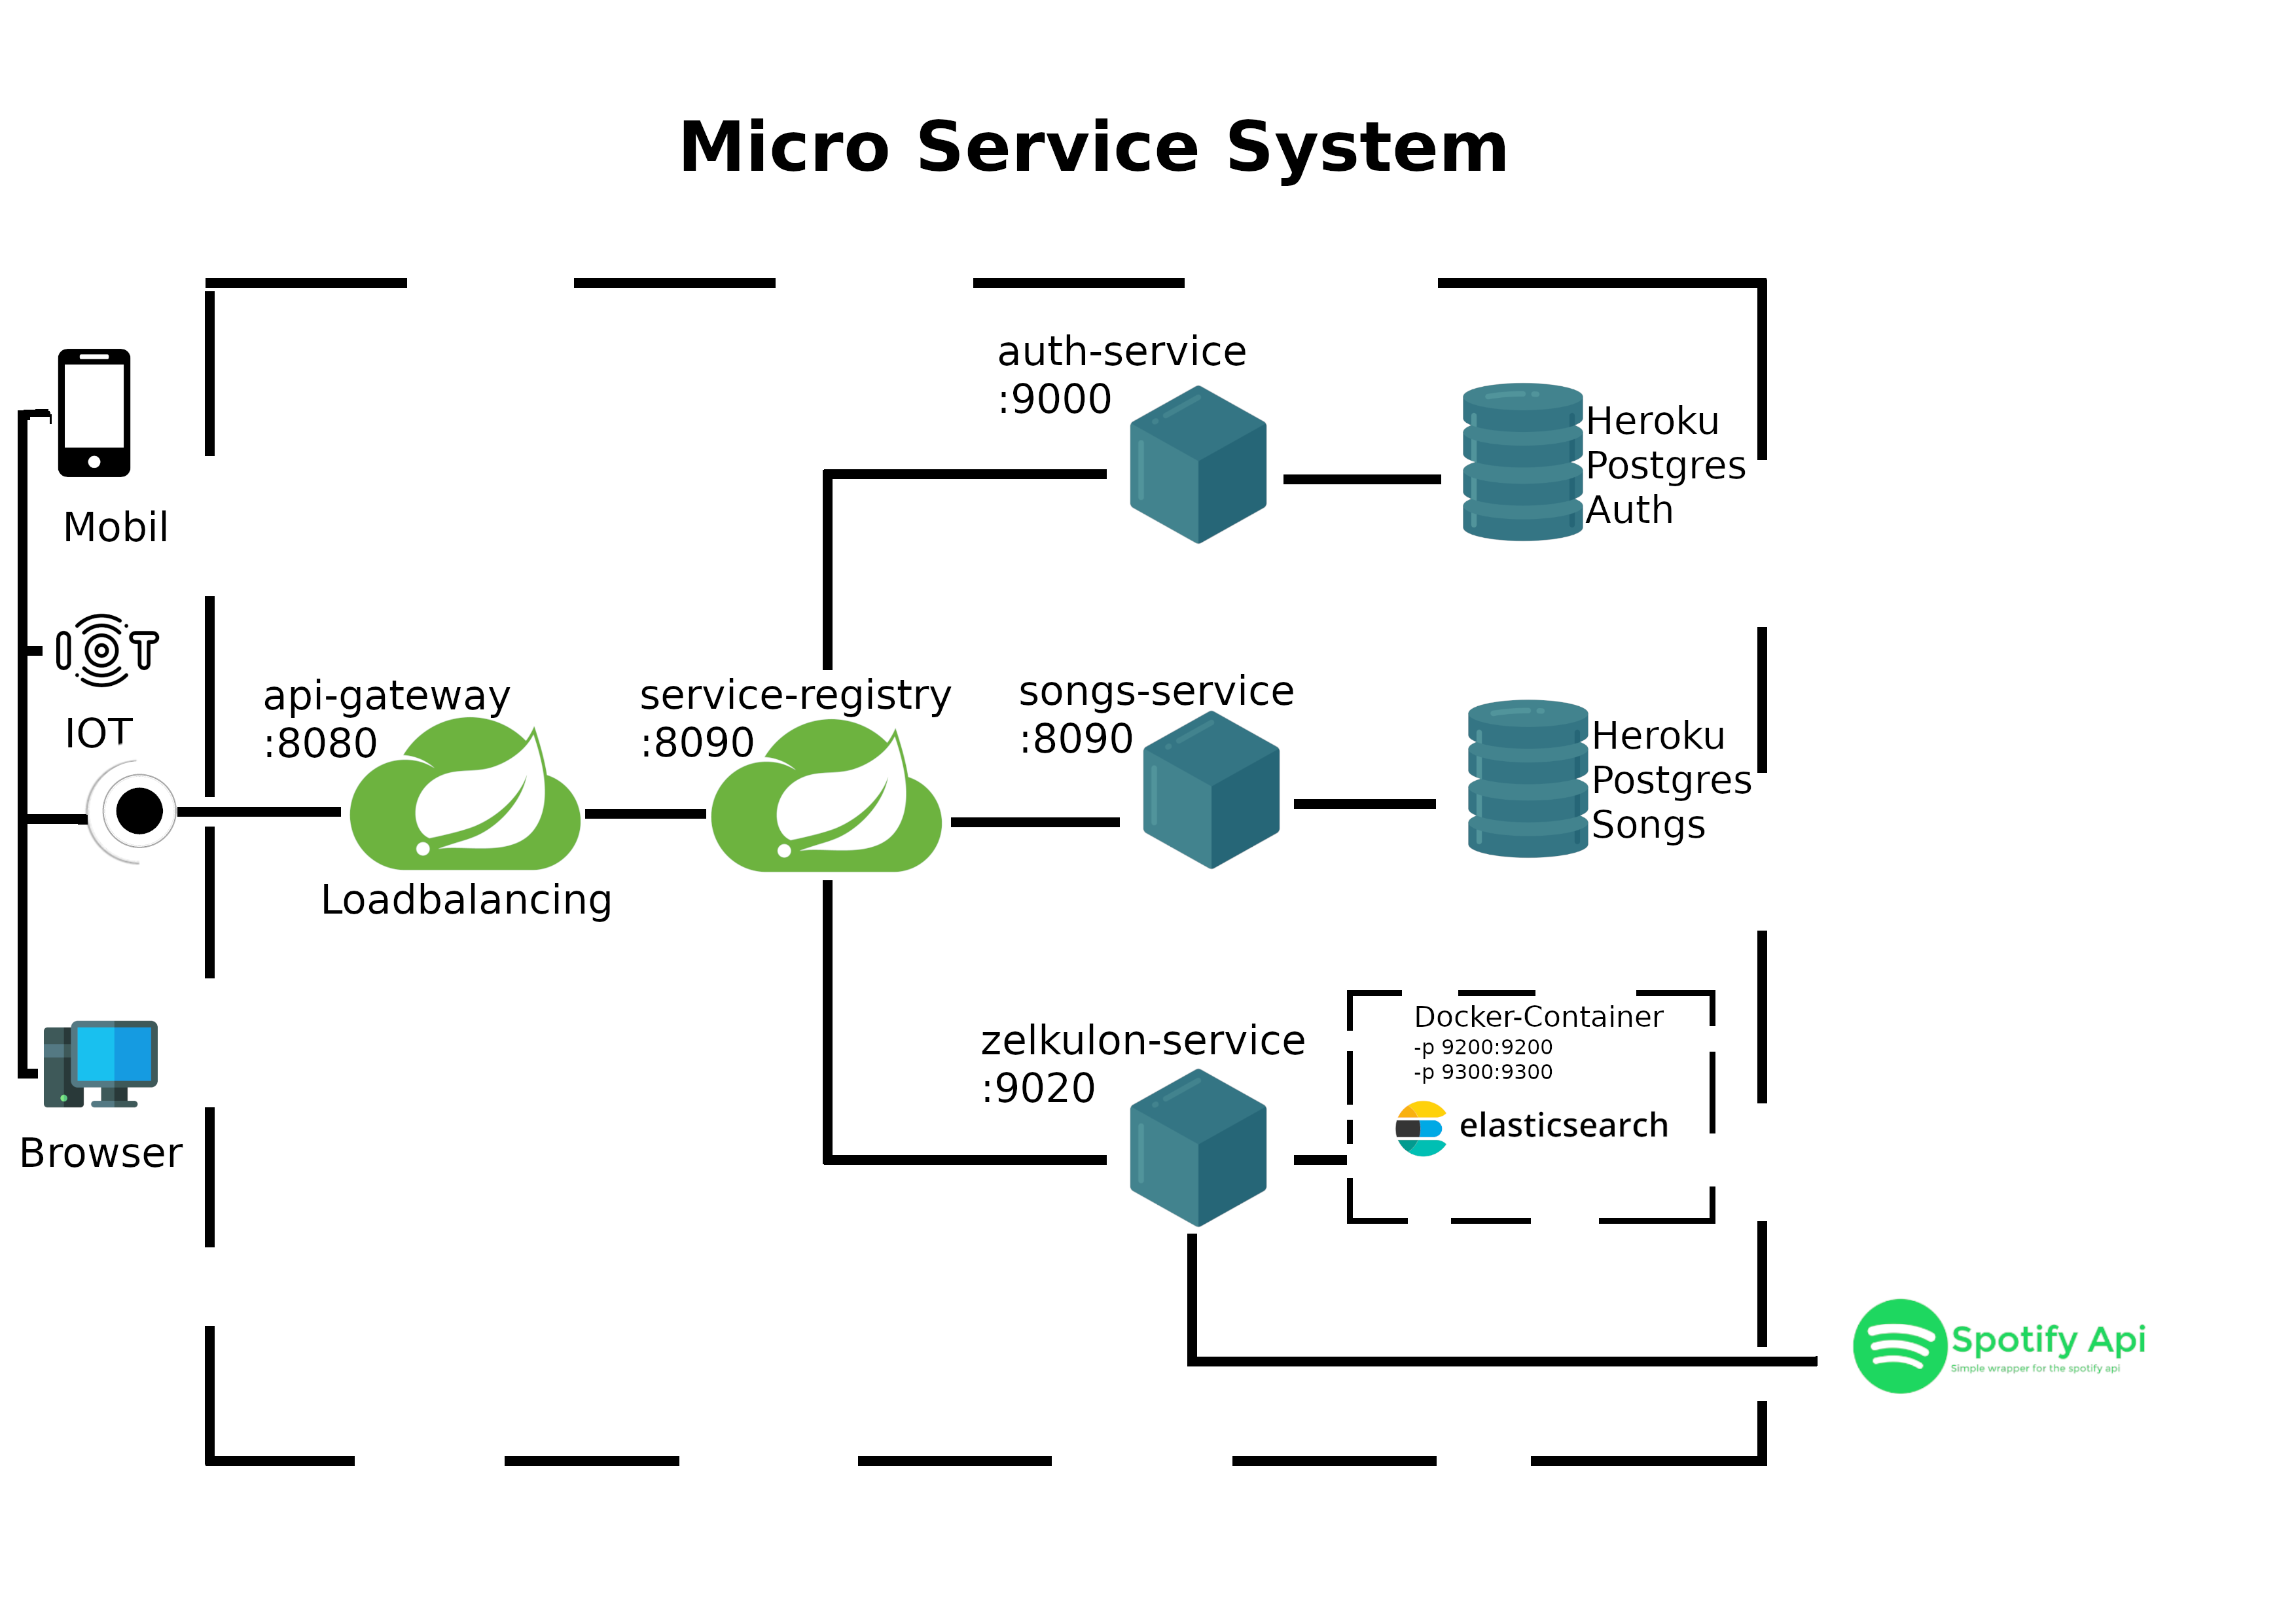 Micro Service System
auth-service
:9000
Heroku
Postgres
Auth
Mobil
IOT
IOT
api-gateway
:8080
Loadbalancing
service-registry
:8090
songs-service
:8090
Heroku
Postgres
Songs
Browser
zelkulon-service
:9020
Docker-Container
-p 9200:9200
-p 9300:9300
elasticsearch
Spotify Api
Simple wrapper for the spotify api